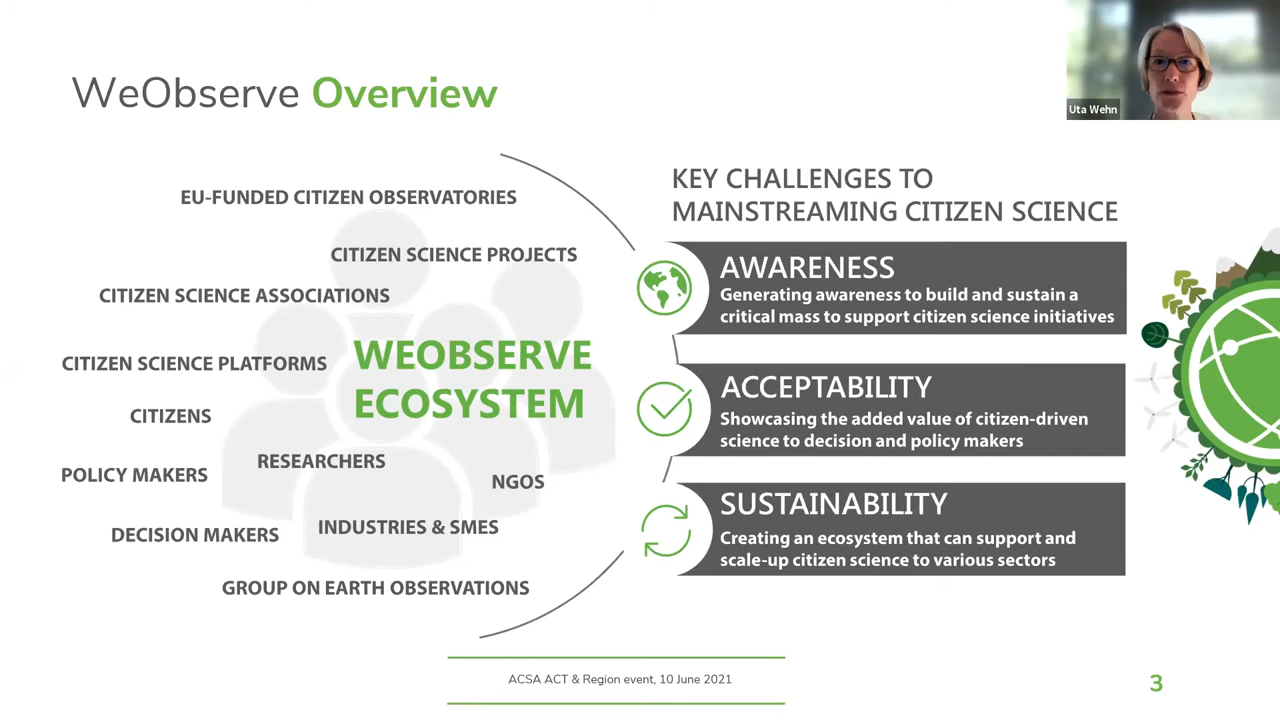 WeObserve Overview
Uta Wehn
EU-FUNDED CITIZEN OBSERVATORIES
CITIZEN SCIENCE PROJECTS
CITIZEN SCIENCE ASSOCIATIONS
WEOBSERVE
ECOSYSTEM
CITIZEN SCIENCE PLATFORMS
CITIZENS
RESEARCHERS
POLICY MAKERS
NGOS
INDUSTRIES & SMES
DECISION MAKERS
GROUP ON EARTH OBSERVATIONS
KEY CHALLENGES TO
MAINSTREAMING CITIZEN SCIENCE
AWARENESS
Generating awareness to build and sustain a
critical mass to support citizen science initiatives
ACCEPTABILITY
Showcasing the added value of citizen-driven
science to decision and policy makers
SUSTAINABILITY
Creating an ecosystem that can support and
scale-up citizen science to various sectors
ACSA ACT & Region event, 10 June 2021
3